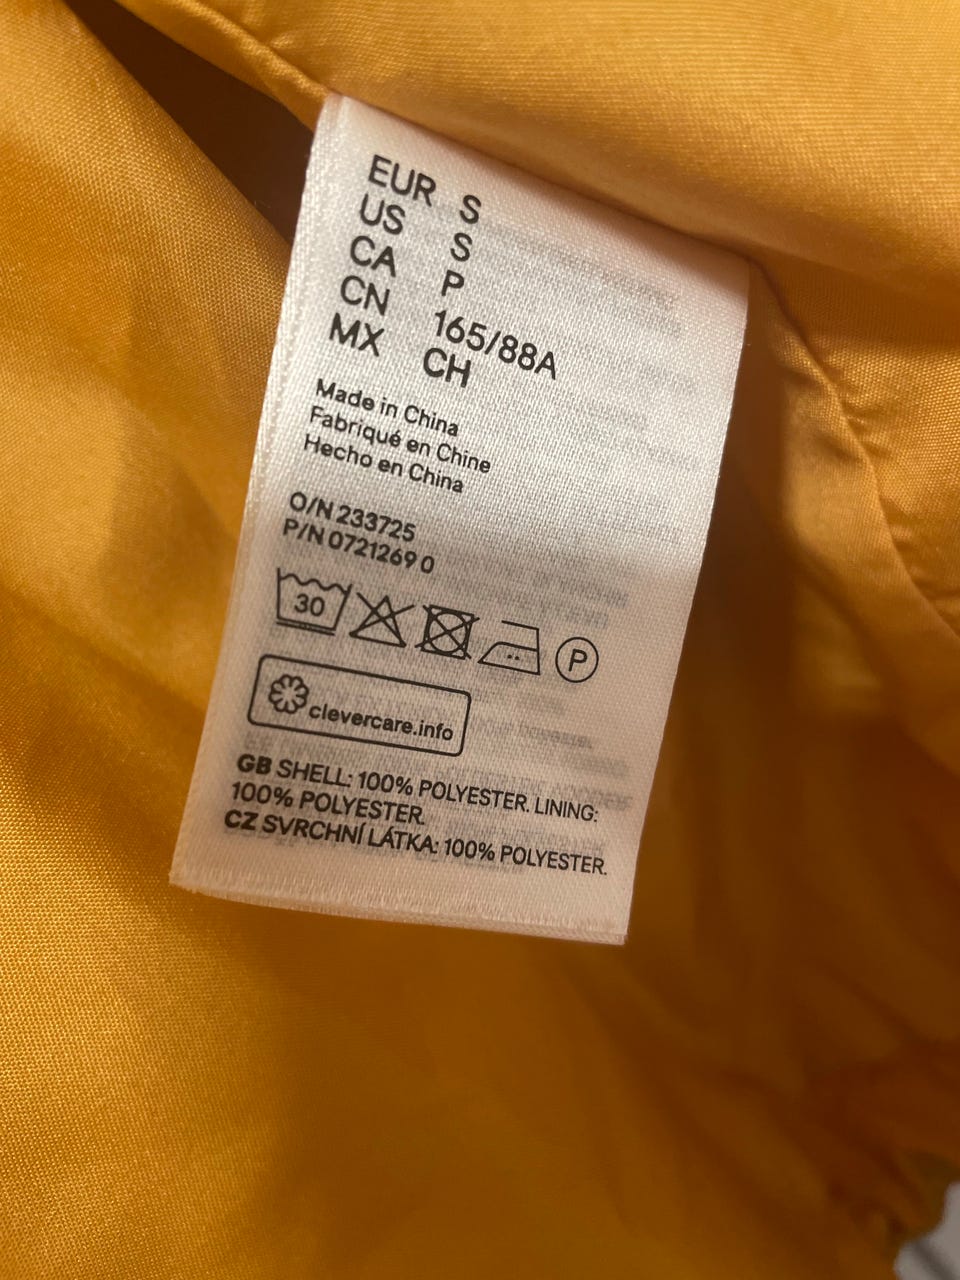 EUR S
US S
CA P
CN 165/88A
MX CH
Made in China
Fabriqué en Chine
Hecho en China
O/N 233725
P/N 0721269 0
30
P
clevercare.info
GB SHELL: 100% POLYESTER. LINING:
100% POLYESTER.
CZ SVRCHNÍ LÁTKA: 100% POLYESTER.